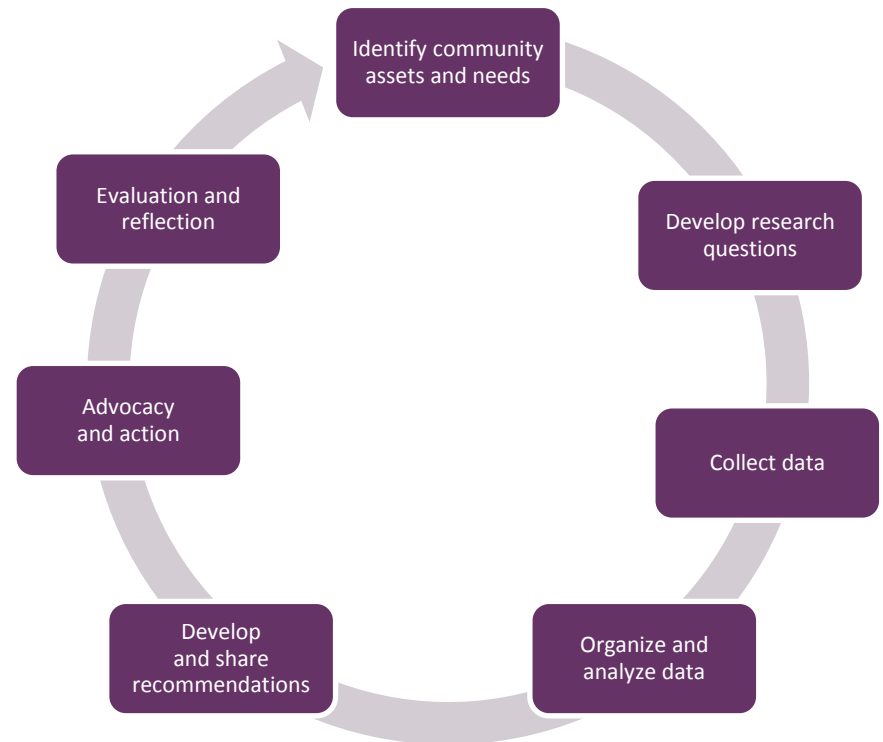 Identify community
assets and needs
Develop research
questions
Collect data
Organize and
analyze data
Develop
and share
recommendations
Advocacy
and action
Evaluation and
reflection